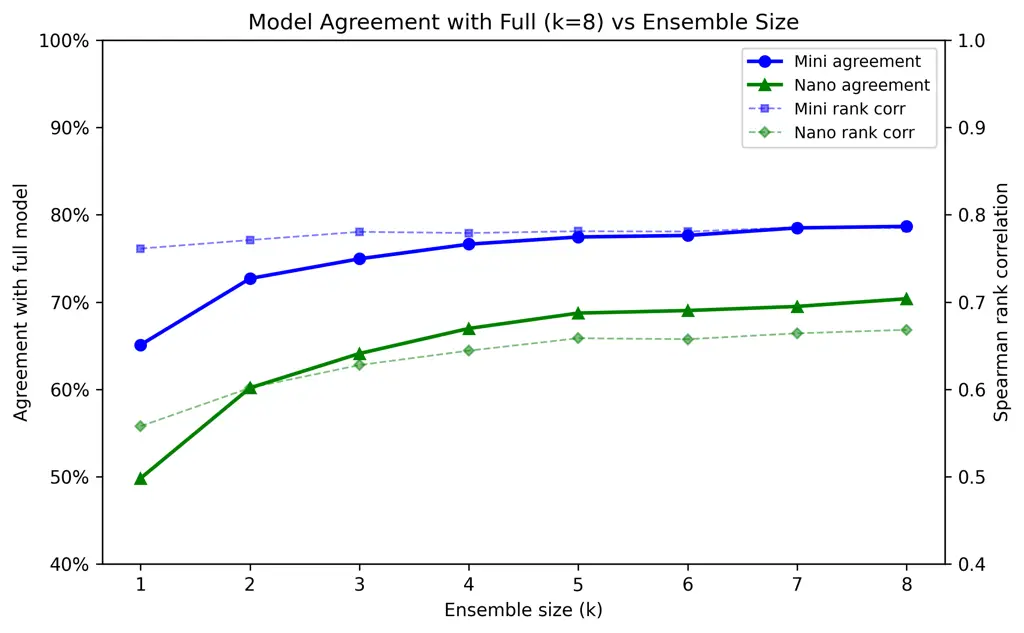 Model Agreement with Full (k=8) vs Ensemble Size
100%
90%
80%
70%
60%
50%
40%
Agreement with full model
1.0
0.9
0.8
0.7
0.6
0.5
0.4
Spearman rank correlation
Mini agreement
Nano agreement
Mini rank corr
Nano rank corr
1 2 3 4 5 6 7 8
Ensemble size (k)